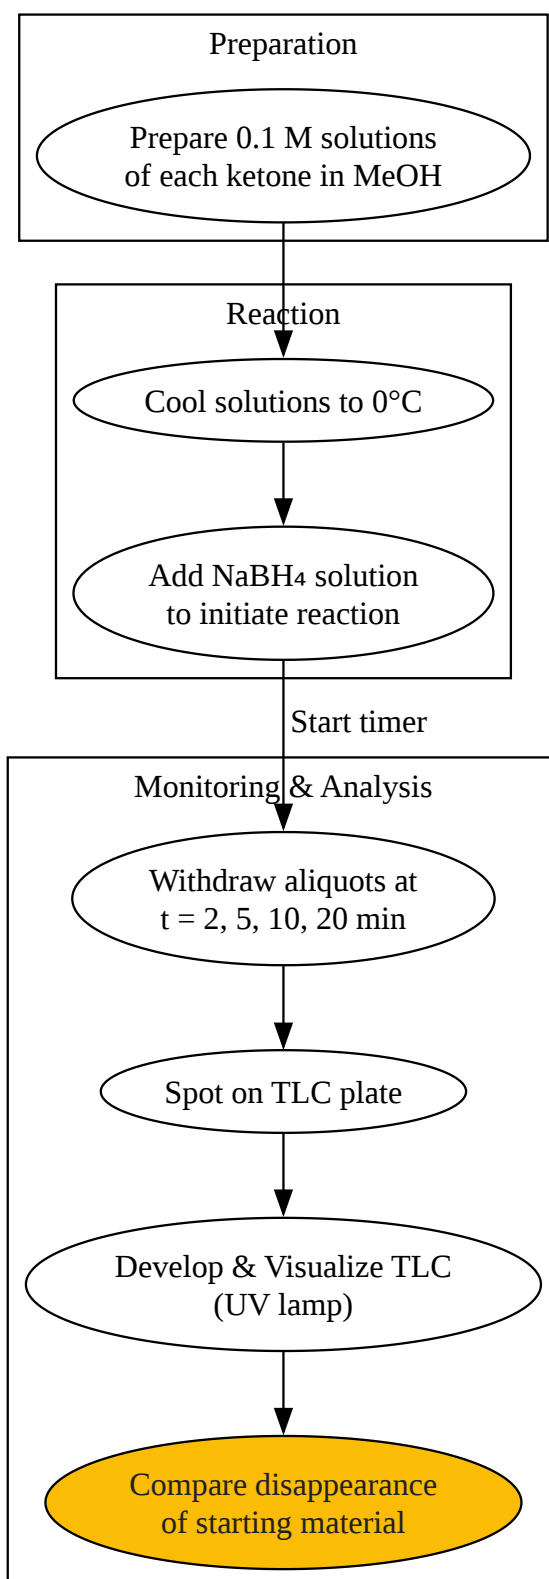 Preparation
Prepare 0.1 M solutions
of each ketone in MeOH
Reaction
Cool solutions to 0°C
Add NaBH₄ solution
to initiate reaction
Start timer
Monitoring & Analysis
Withdraw aliquots at
t = 2, 5, 10, 20 min
Spot on TLC plate
Develop & Visualize TLC
(UV lamp)
Compare disappearance
of starting material